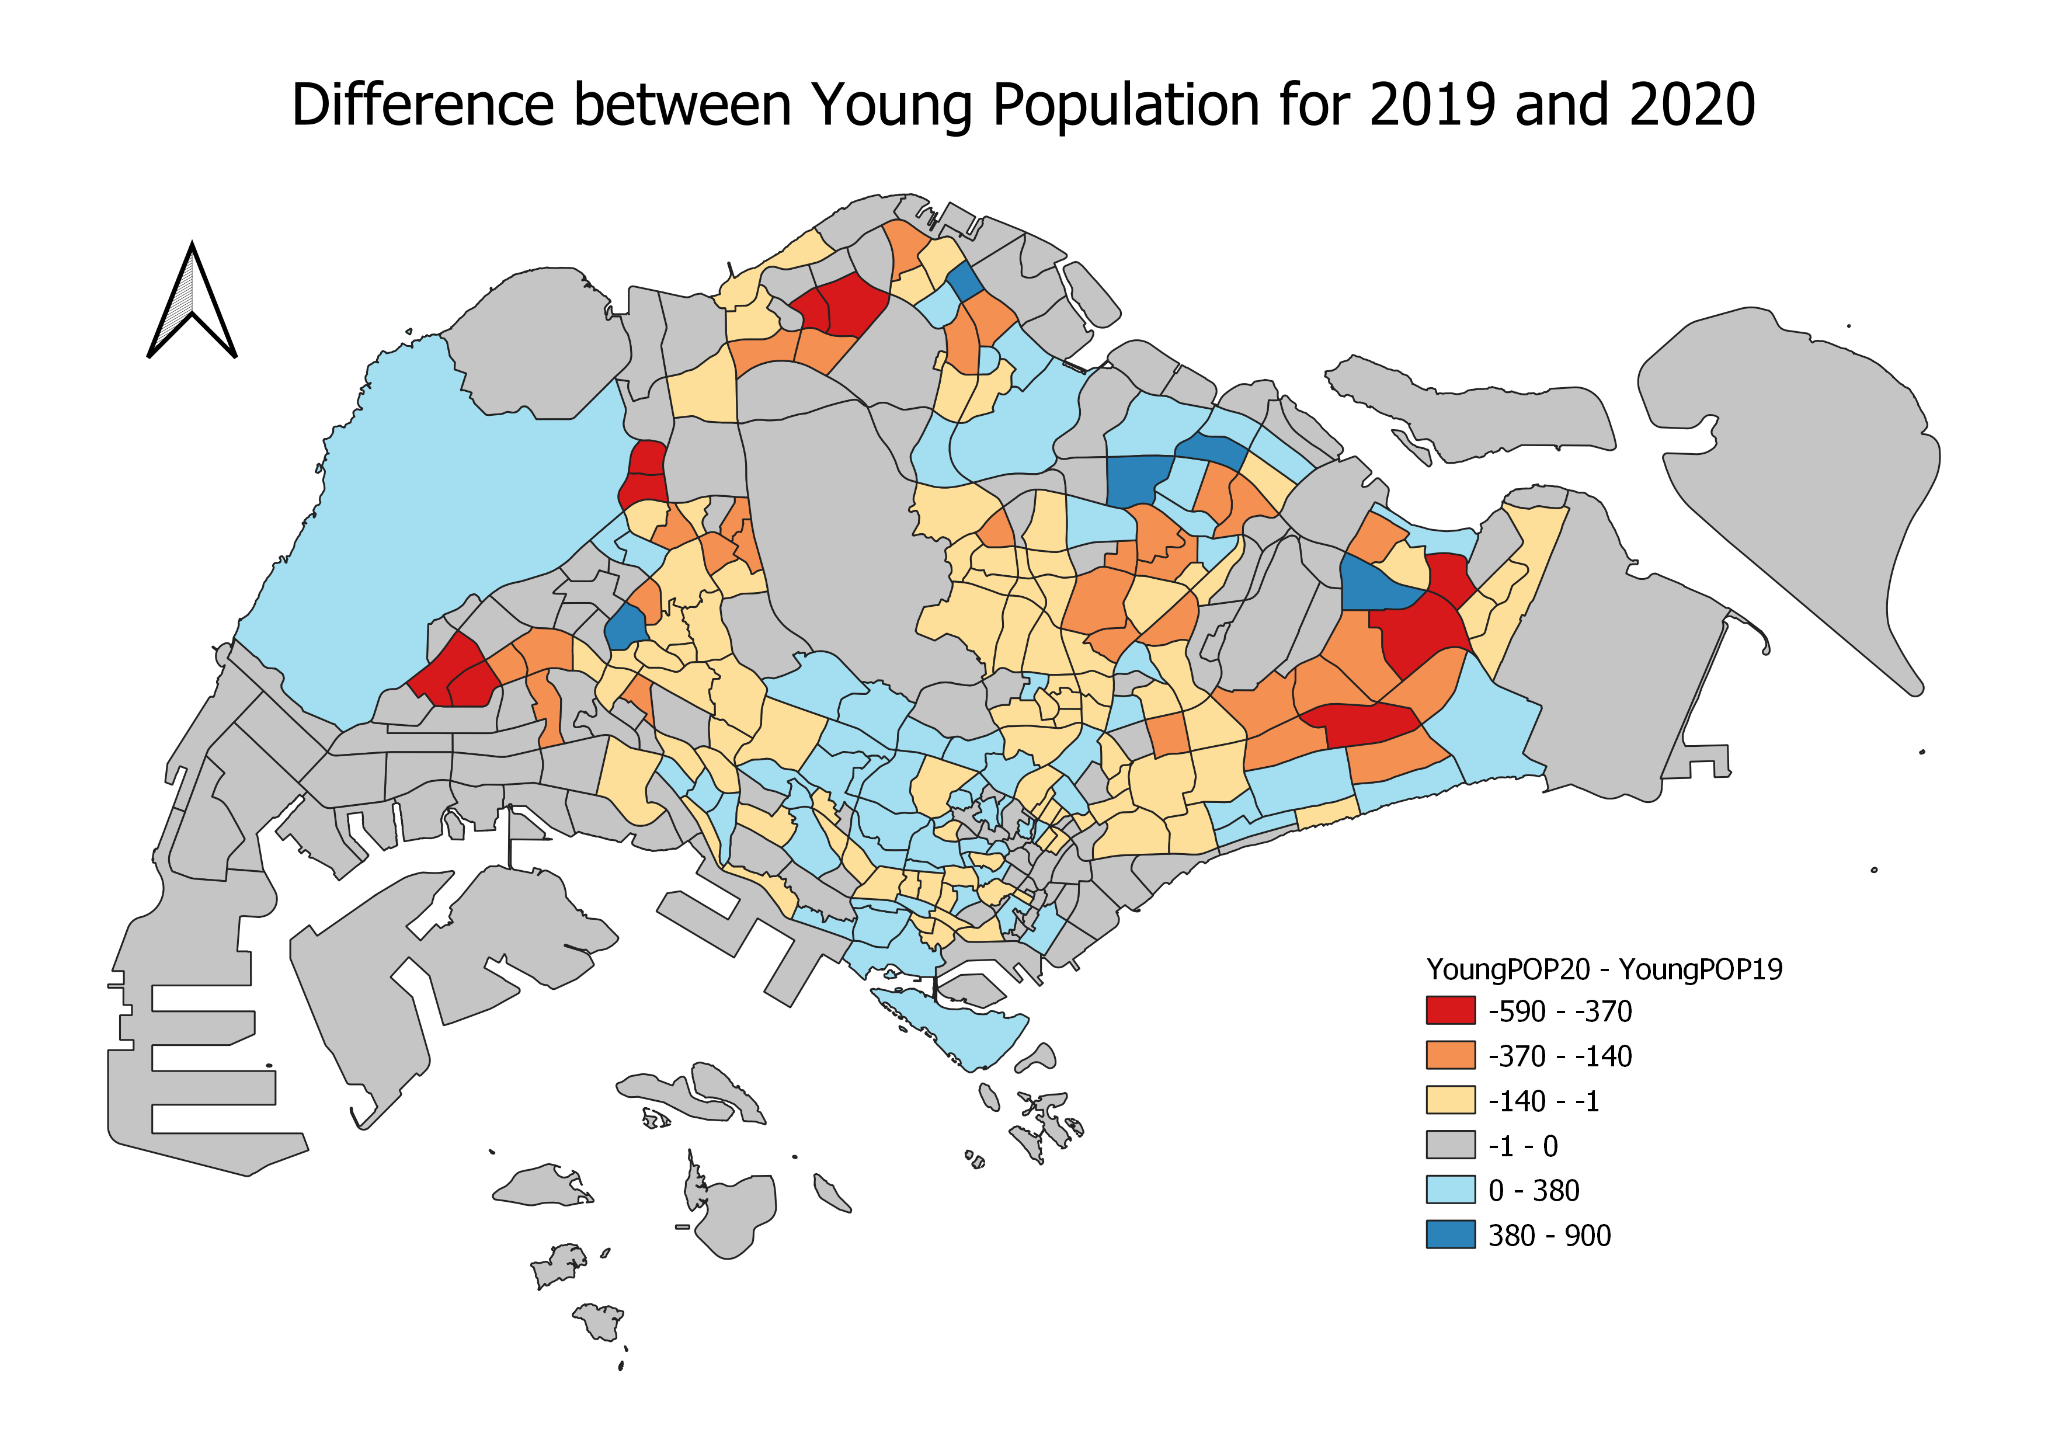 Difference between Young Population for 2019 and 2020
YoungPOP20 - YoungPOP19
-590 - -370
-370 - -140
-140 - -1
-1 - 0
0 - 380
380 - 900